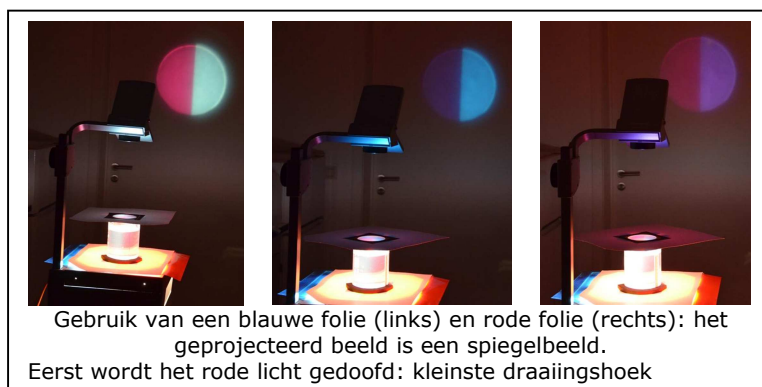 Gebruik van een blauwe folie (links) en rode folie (rechts): het
geprojecteerd beeld is een spiegelbeeld.
Eerst wordt het rode licht gedoofd: kleinste draaiingshoek